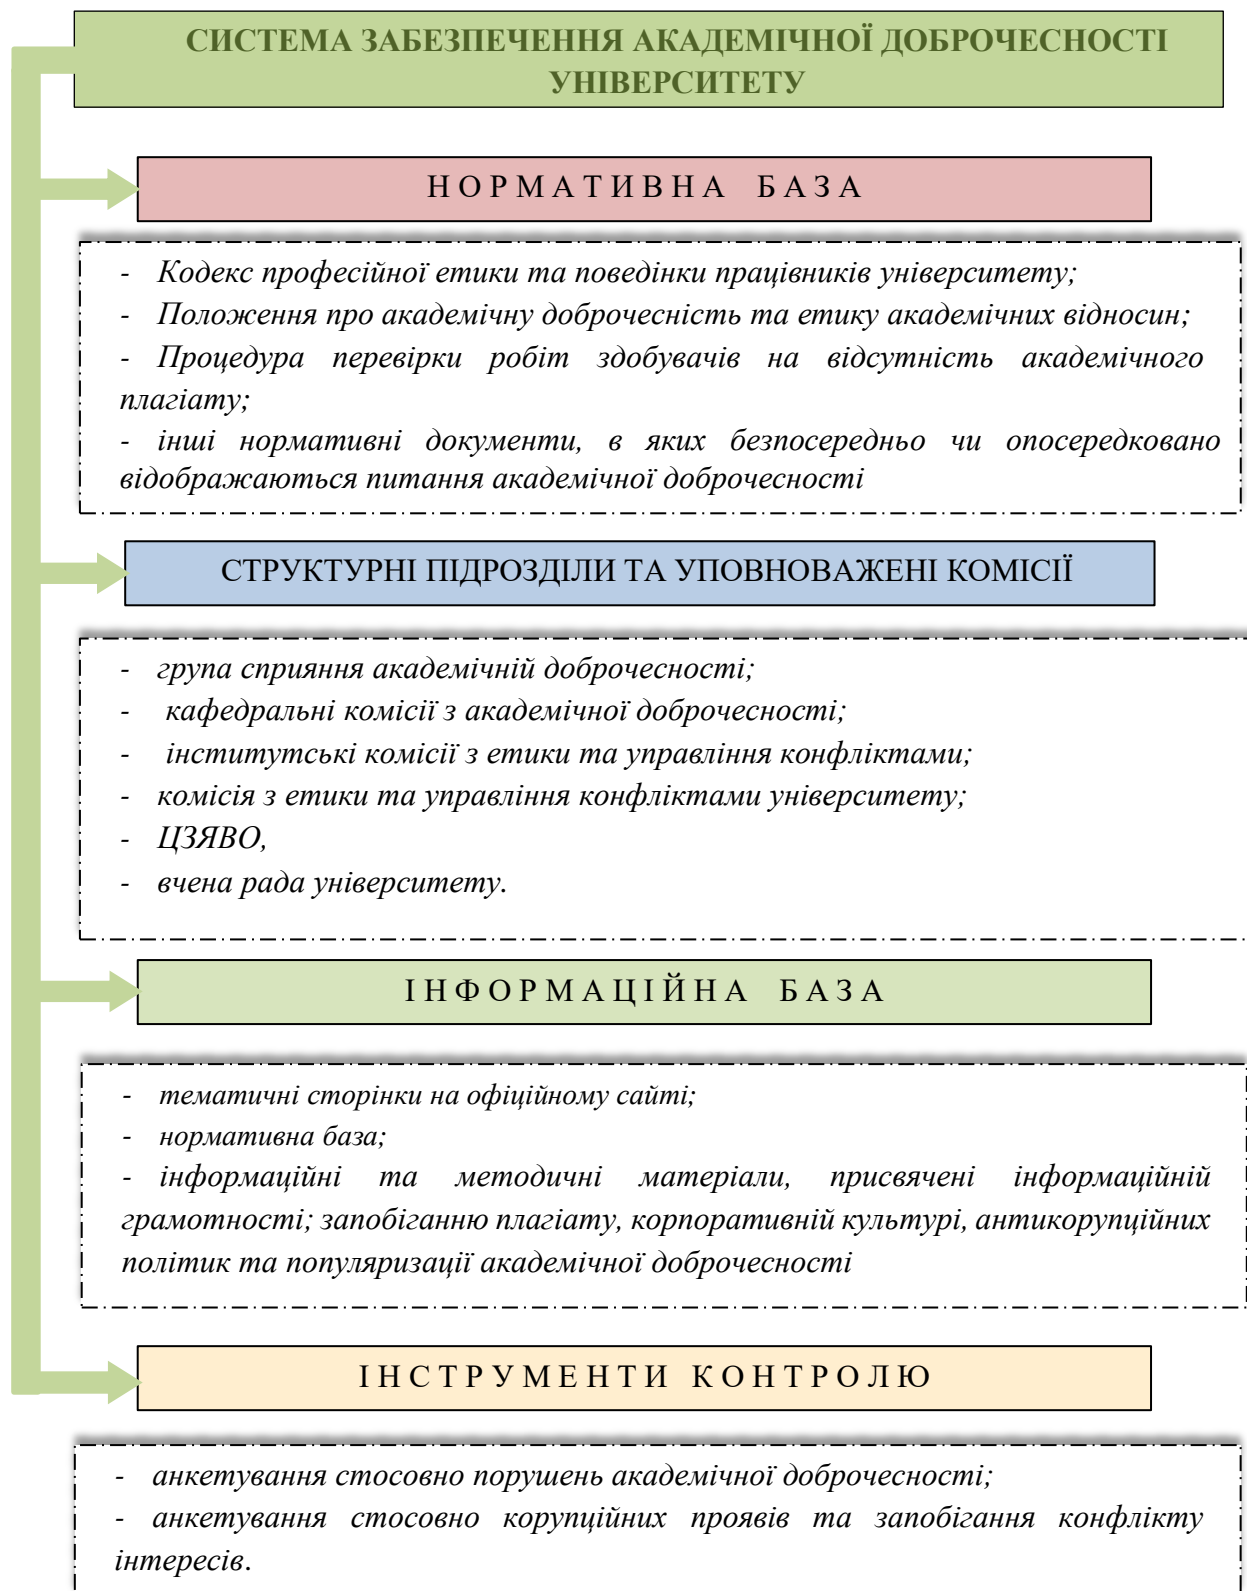 СИСТЕМА ЗАБЕЗПЕЧЕННЯ АКАДЕМІЧНОЇ ДОБРОЧЕСНОСТІ
УНІВЕРСИТЕТУ
НОРМАТИВНА БАЗА
- Кодекс професійної етики та поведінки працівників університету;
- Положення про академічну доброчесність та етику академічних відносин;
- Процедура перевірки робіт здобувачів на відсутність академічного
плагіату;
- інші нормативні документи, в яких безпосередньо чи опосередковано
відображаються питання академічної доброчесності
СТРУКТУРНІ ПІДРОЗДІЛИ ТА УПОВНОВАЖЕНІ КОМІСІЇ
- група сприяння академічній доброчесності;
- кафедральні комісії з академічної доброчесності;
- інститутські комісії з етики та управління конфліктами;
- комісія з етики та управління конфліктами університету;
- ЦЗЯВО,
- вчена рада університету.
ІНФОРМАЦІЙНА БАЗА
- тематичні сторінки на офіційному сайті;
- нормативна база;
- інформаційні та методичні матеріали, присвячені інформаційній
грамотності; запобіганню плагіату, корпоративній культурі, антикорупційних
політик та популяризації академічної доброчесності
ІНСТРУМЕНТИ КОНТРОЛЮ
- анкетування стосовно порушень академічної доброчесності;
- анкетування стосовно корупційних проявів та запобігання конфлікту
інтересів.